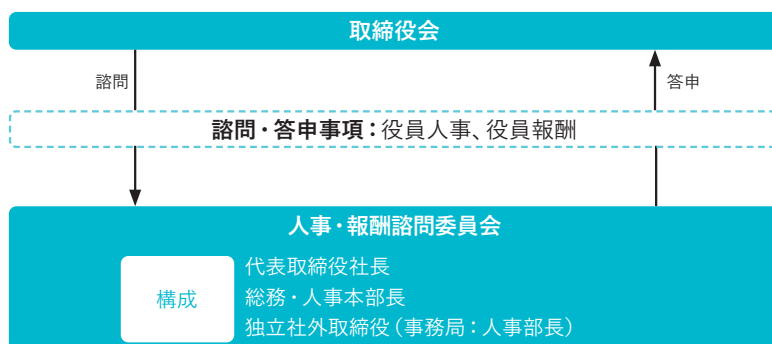 取締役会
諮問
答申
諮問・答申事項：役員人事、役員報酬
人事・報酬諮問委員会
構成
代表取締役社長
総務・人事本部長
独立社外取締役（事務局：人事部長）